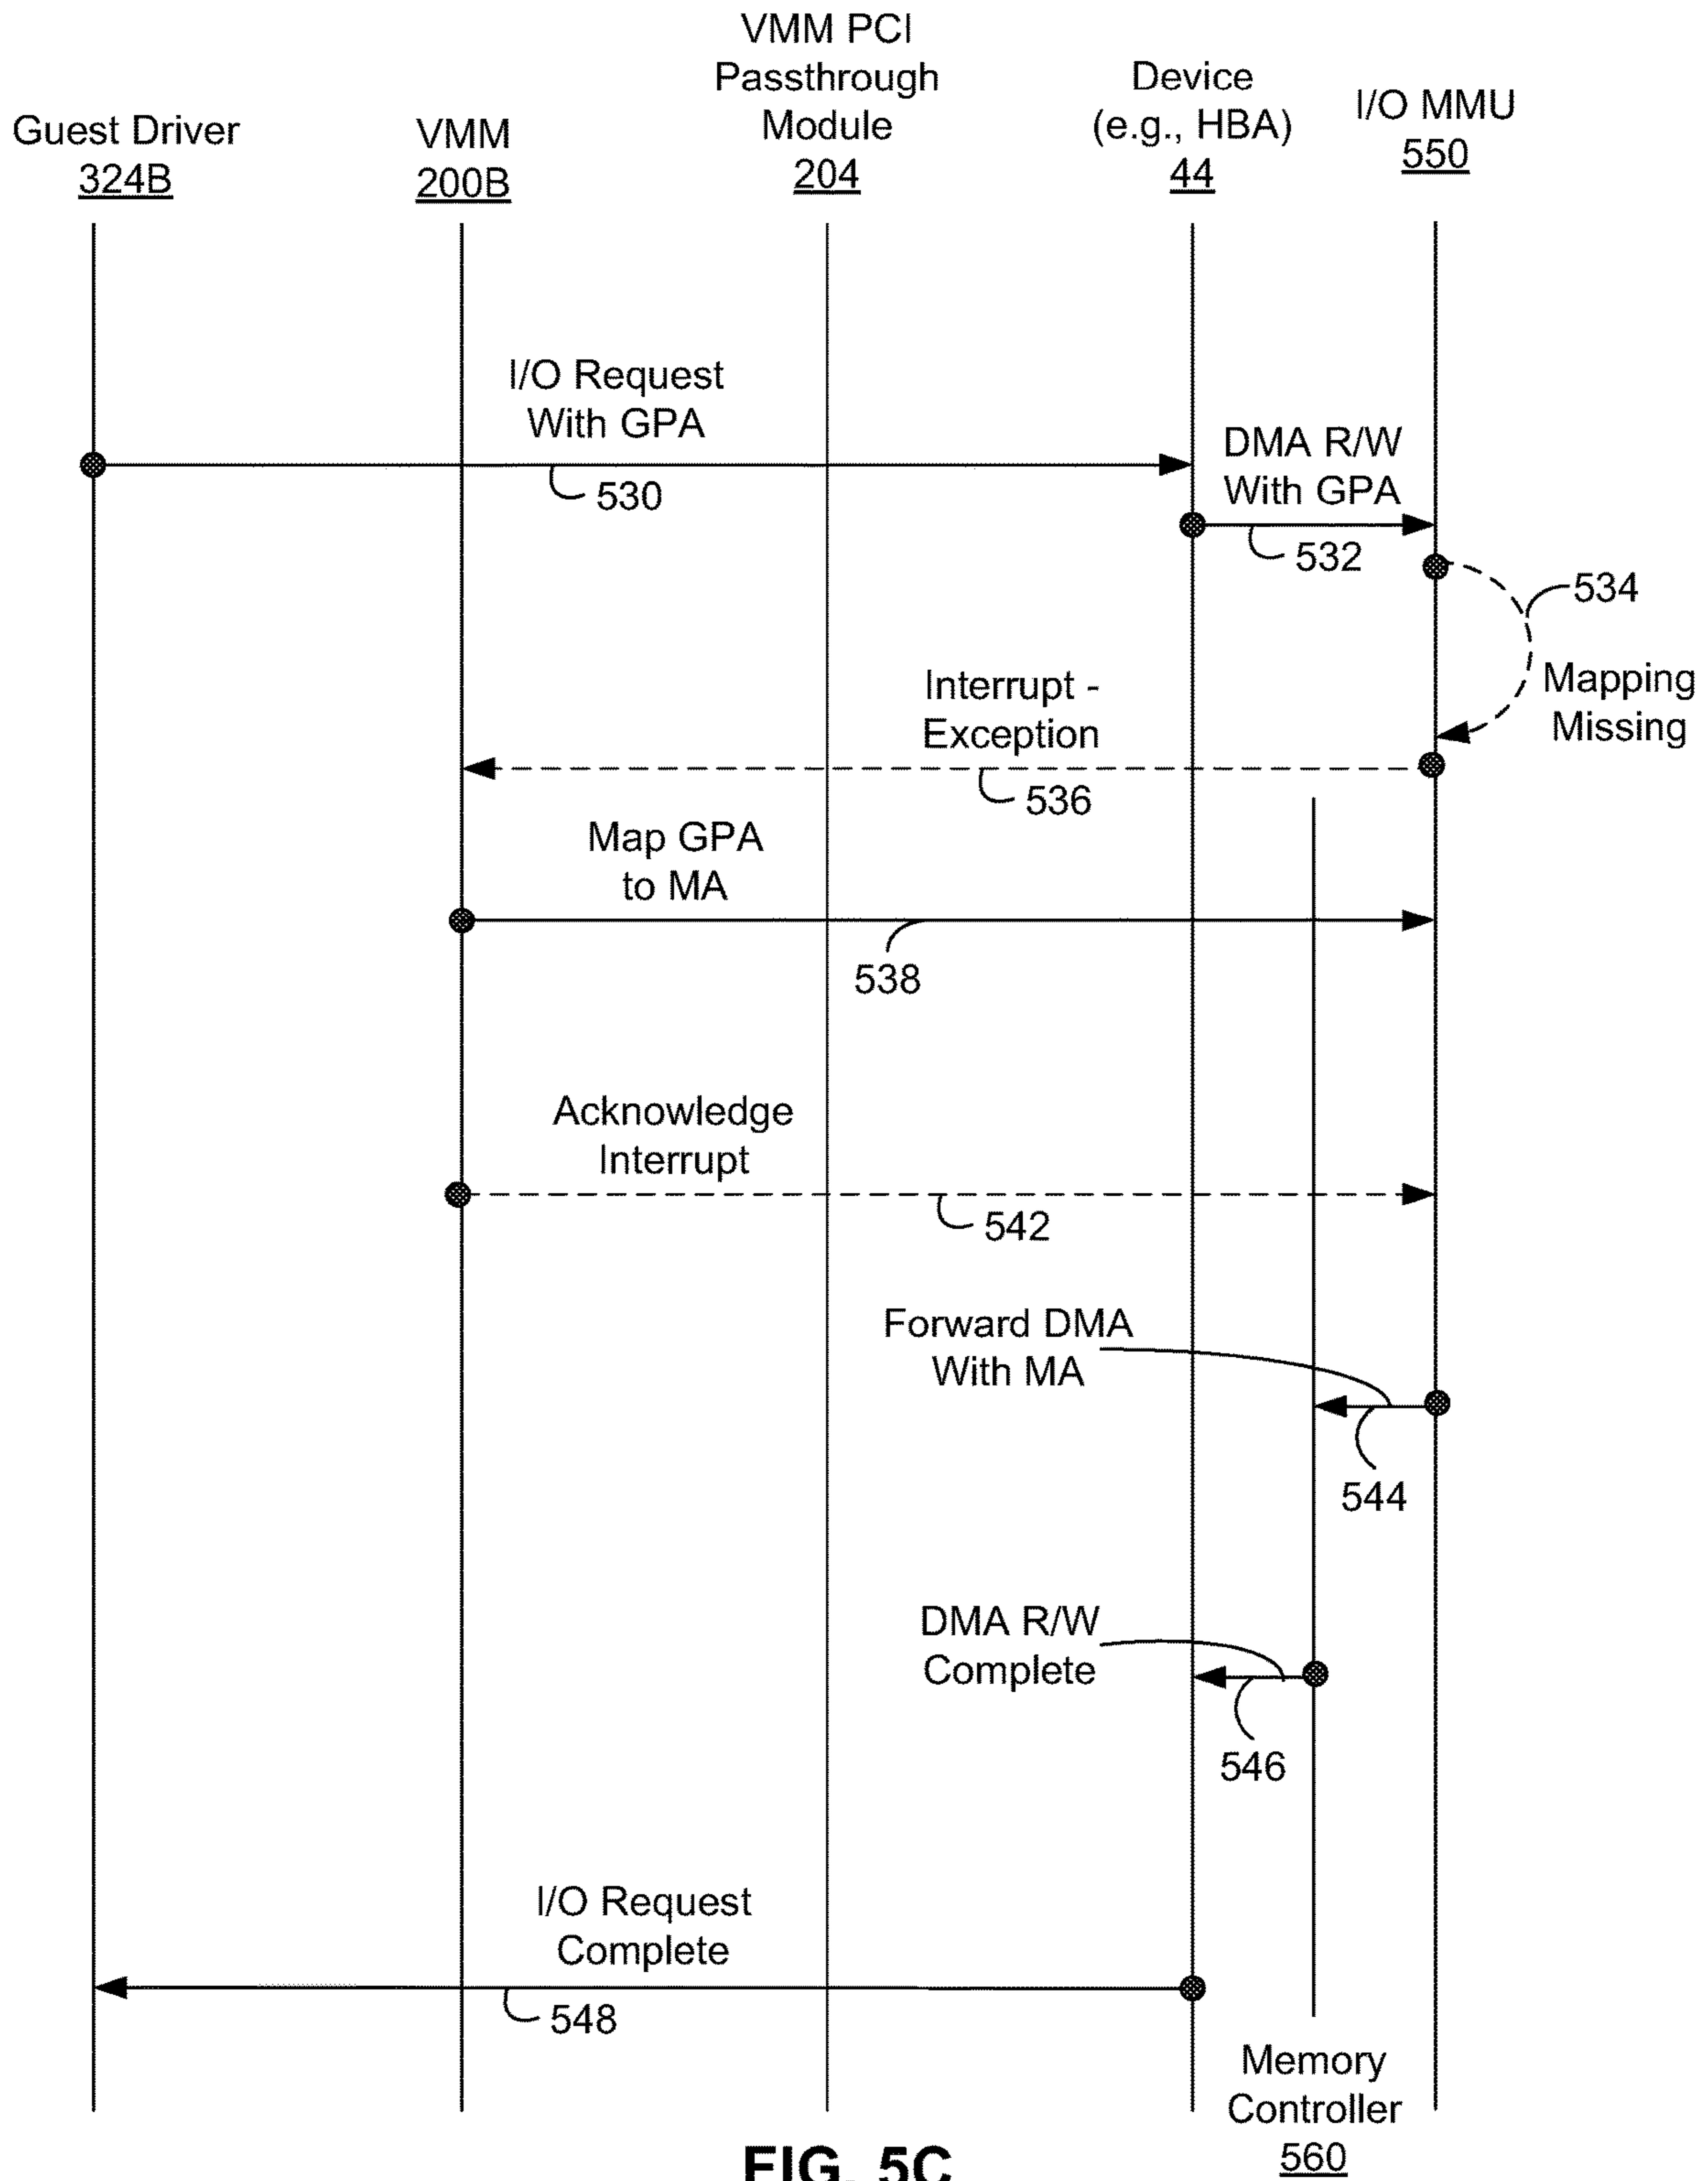 VMM PCI
Passthrough
Module
204
Device
(e.g., HBA)
44
I/O MMU
550
Guest Driver
324B
VMM
200B
I/O Request
With GPA
530
DMA R/W
With GPA
532
534
Mapping
Missing
Interrupt -
Exception
536
Map GPA
to MA
538
Acknowledge
Interrupt
542
Forward DMA
With MA
544
DMA R/W
Complete
546
I/O Request
Complete
548
Memory
Controller
560
FIG. 5C